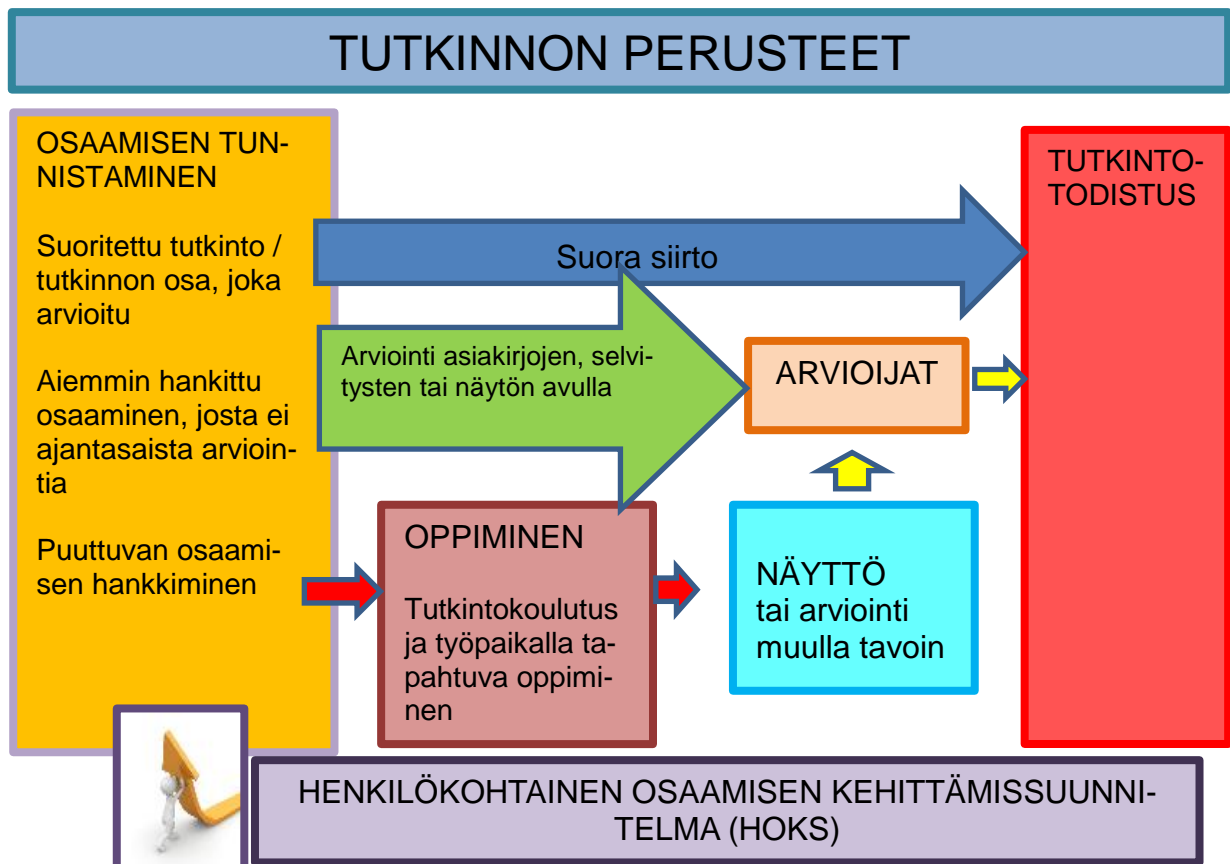 TUTKINNON PERUSTEET
OSAAMISEN TUN-
NISTAMINEN
Suoritettu tutkinto /
tutkinnon osa, joka
arvioitu
Aiemmin hankittu
osaaminen, josta ei
ajantasaista arvioin-
tia
Puuttuvan osaami-
sen hankkiminen
Suora siirto
Arviointi asiakirjojen, selvi-
tysten tai näytön avulla
ARVIOIJAT
TUTKINTO-
TODISTUS
OPPIMINEN
Tutkintokoulutus
ja työpaikalla ta-
pahtuva oppimi-
nen
NÄYTTÖ
tai arviointi
muulla tavoin
HENKILÖKOHTAINEN OSAAMISEN KEHITTÄMISSUUNNI-
TELMA (HOKS)